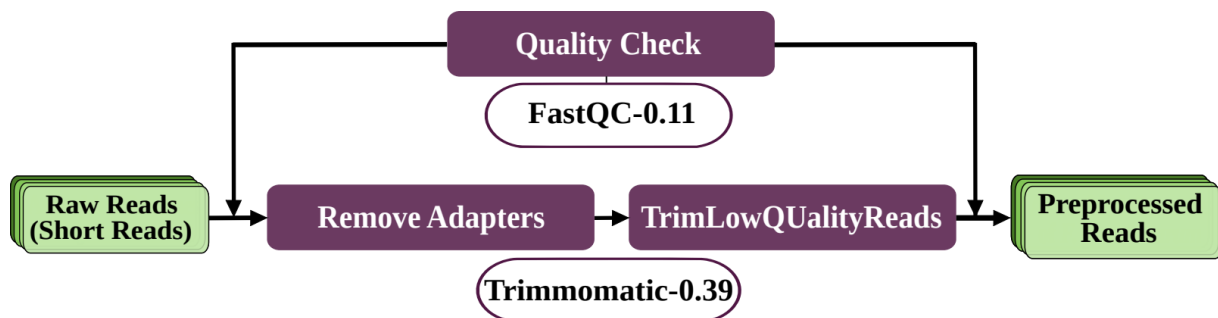 Quality Check
FastQC-0.11
Raw Reads
(Short Reads)
Remove Adapters
TrimLowQUalityReads
Preprocessed
Reads
Trimmomatic-0.39